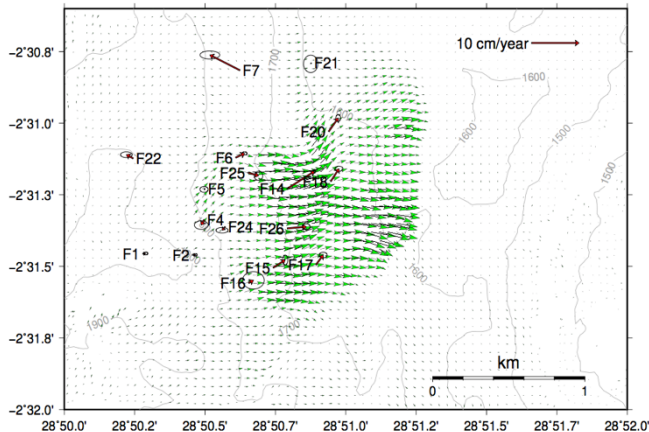 −2˚30.8'
10 cm/year
1700
F7
F21
1600
−2˚31.0'
1600
1500
F20
F22
F6
F25
F18
−2˚31.3'
F14
F5
1500
F4
F24
F26
F1
F2
−2˚31.5'
F15
F17
1600
F16
1900
1700
−2˚31.8'
km
0
1
−2˚32.0'
28˚50.0'
28˚50.2'
28˚50.5'
28˚50.8'
28˚51.0'
28˚51.2'
28˚51.5'
28˚51.7'
28˚52.0'